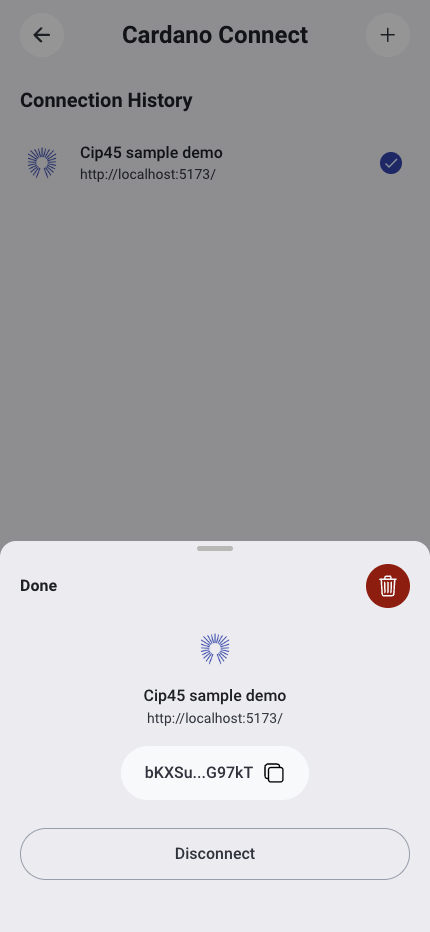 Cardano Connect
Connection History
Cip45 sample demo
http://localhost:5173/
Done
Cip45 sample demo
http://localhost:5173/
bKXSu...G97kT
Disconnect